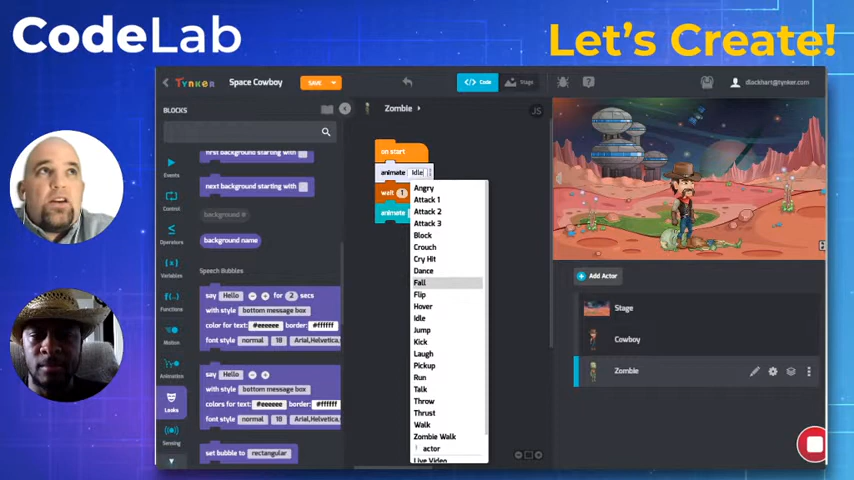 CodeLab
Let's Create!
TYNKER
Space Cowboy
SAVE
Code
Stage
dlockhart@tynker.com
BLOCKS
Zombie
JS
first background starting with
next background starting with
background #
background name
Speech Bubbles
say Hello for 2 secs
with style bottom message box
color for text: #eeeeee border: #ffffff
font style normal 18 Arial,Helvetica,
say Hello
with style bottom message box
colors for text: #eeeeee border: #ffffff
font style normal 18 Arial,Helvetica,
set bubble to rectangular
Events
Control
Operators
Variables
Functions
Motion
Animation
Looks
Sensing
on start
animate Idle
wait 1
animate
Angry
Attack 1
Attack 2
Attack 3
Block
Crouch
Cry Hit
Dance
Fall
Flip
Hover
Idle
Jump
Kick
Laugh
Pickup
Run
Talk
Throw
Thrust
Walk
Zombie Walk
actor
Live Video
Add Actor
Stage
Cowboy
Zombie